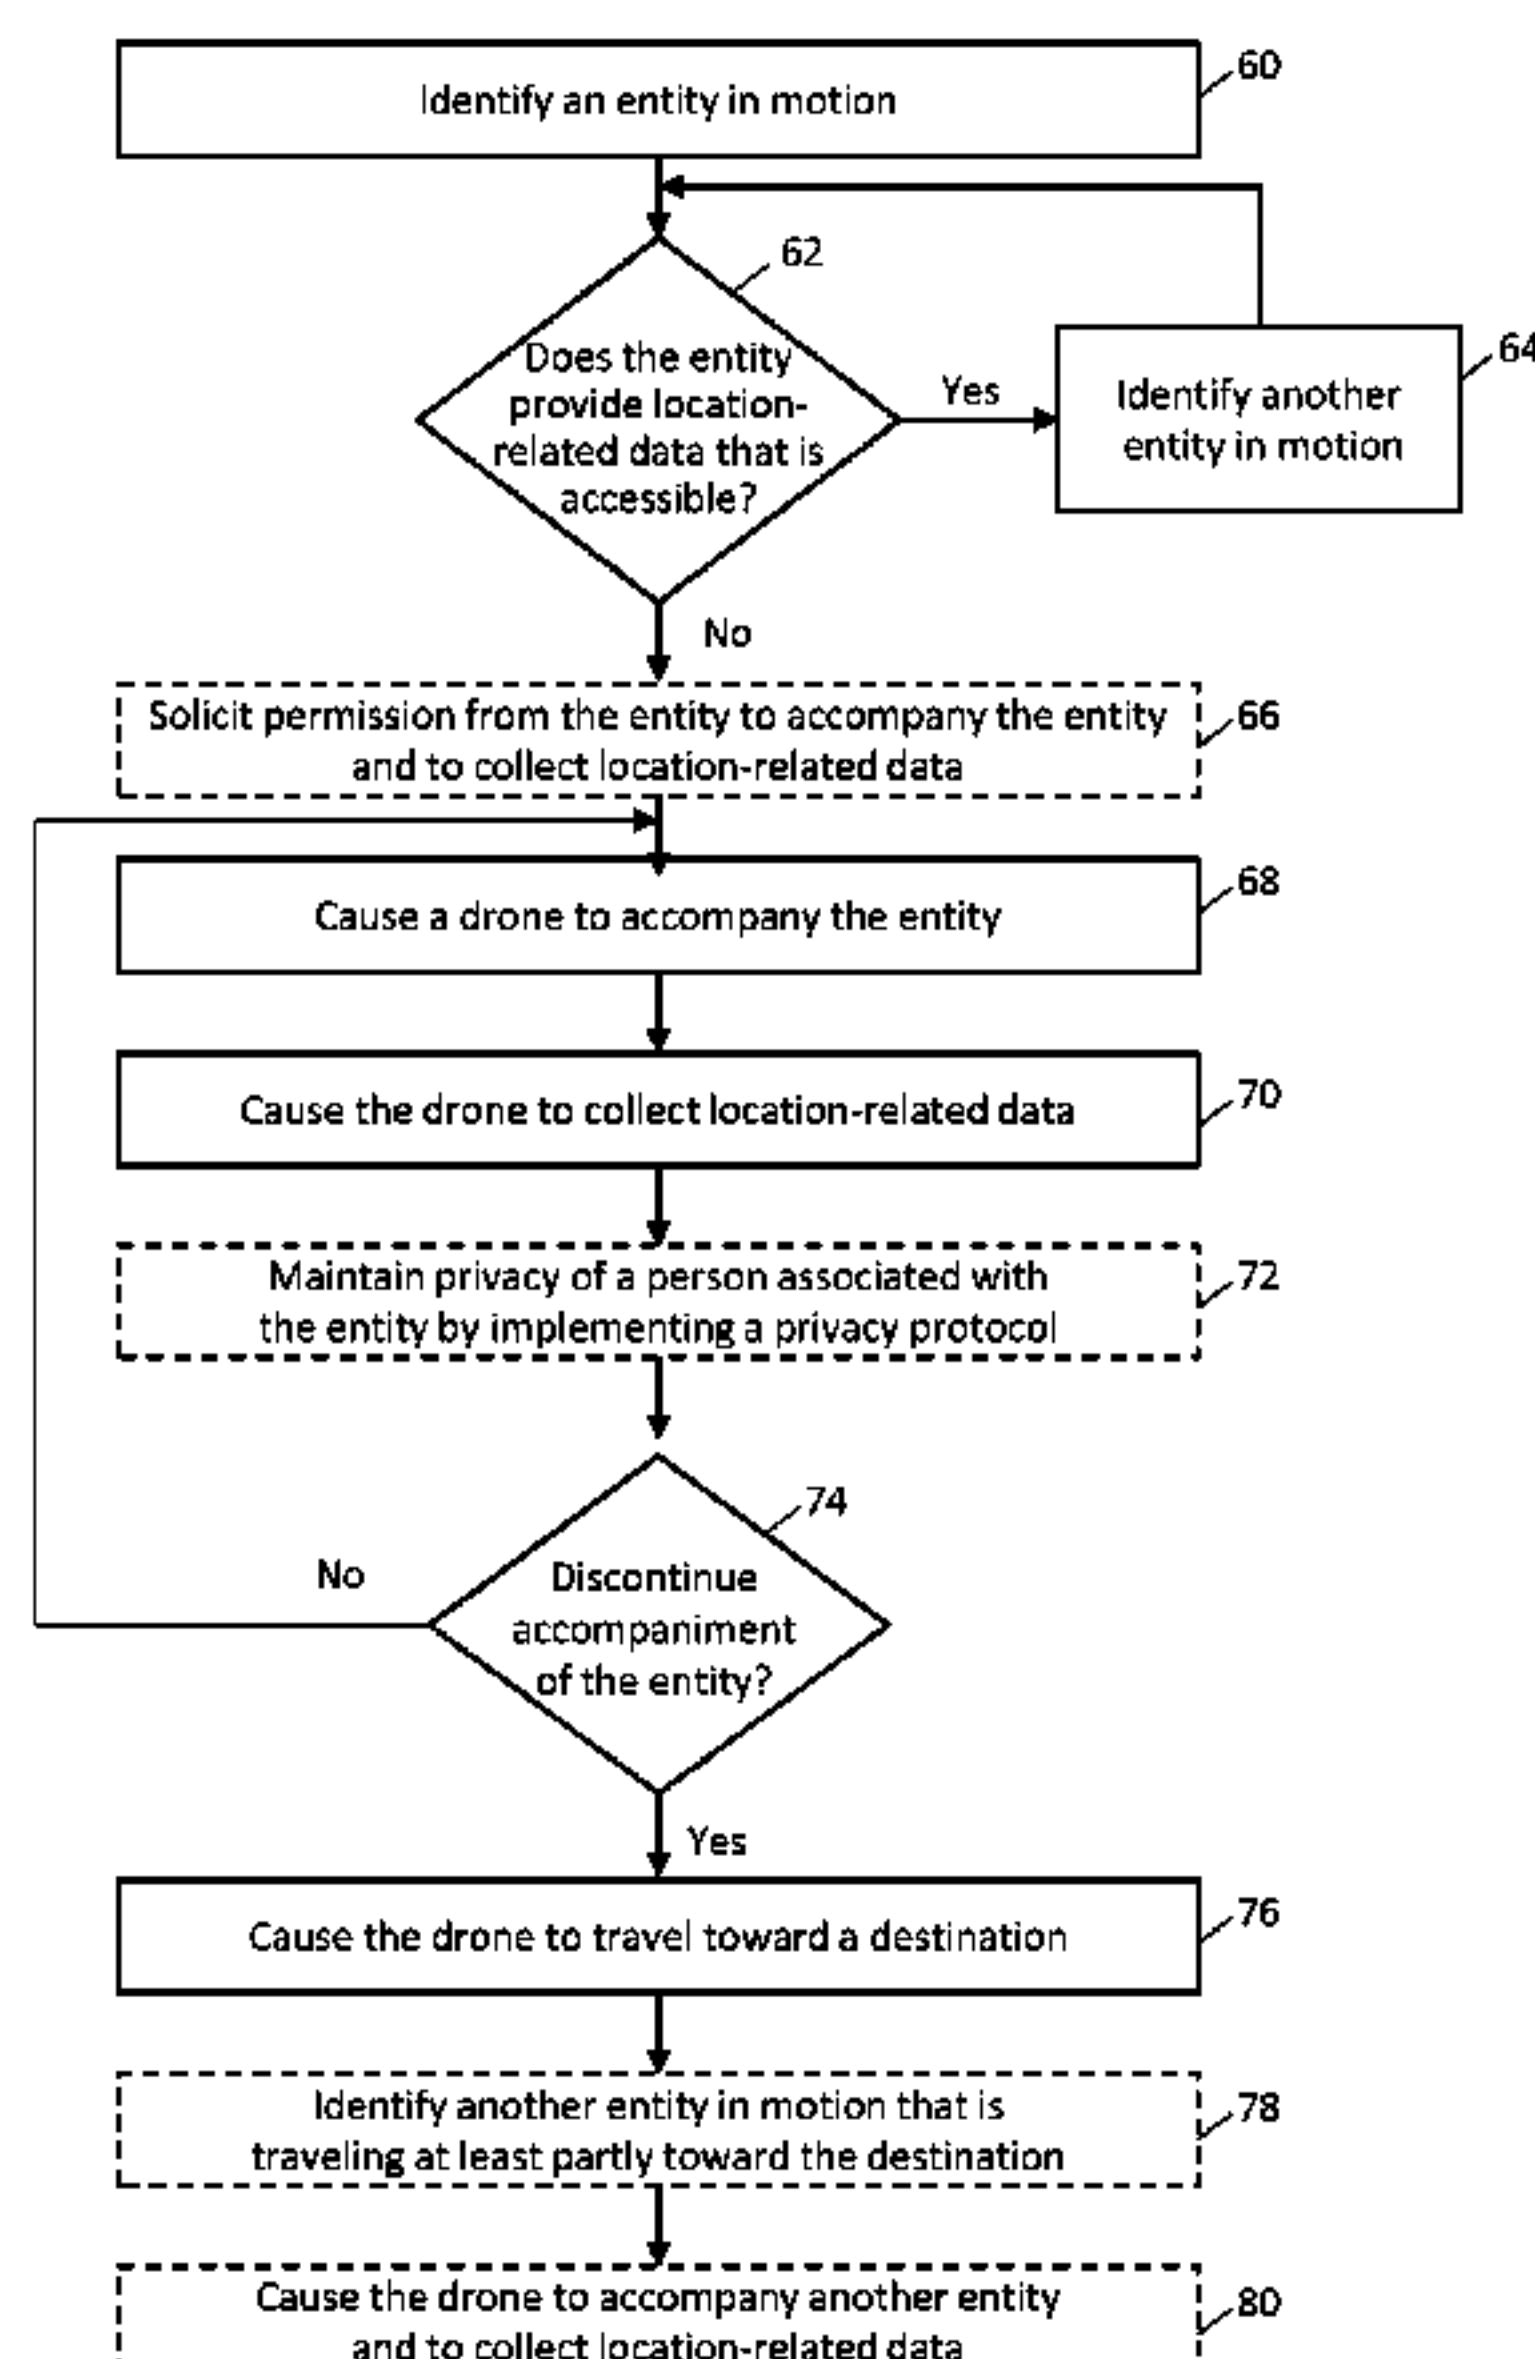 Identify an entity in motion
60
62
Does the entity
provide location-
related data that is
accessible?
Yes
Identify another
entity in motion
64
No
Solicit permission from the entity to accompany the entity
and to collect location-related data
66
Cause a drone to accompany the entity
68
Cause the drone to collect location-related data
70
Maintain privacy of a person associated with
the entity by implementing a privacy protocol
72
74
No
Discontinue
accompaniment
of the entity?
Yes
Cause the drone to travel toward a destination
76
Identify another entity in motion that is
traveling at least partly toward the destination
78
Cause the drone to accompany another entity
and to collect location-related data
80